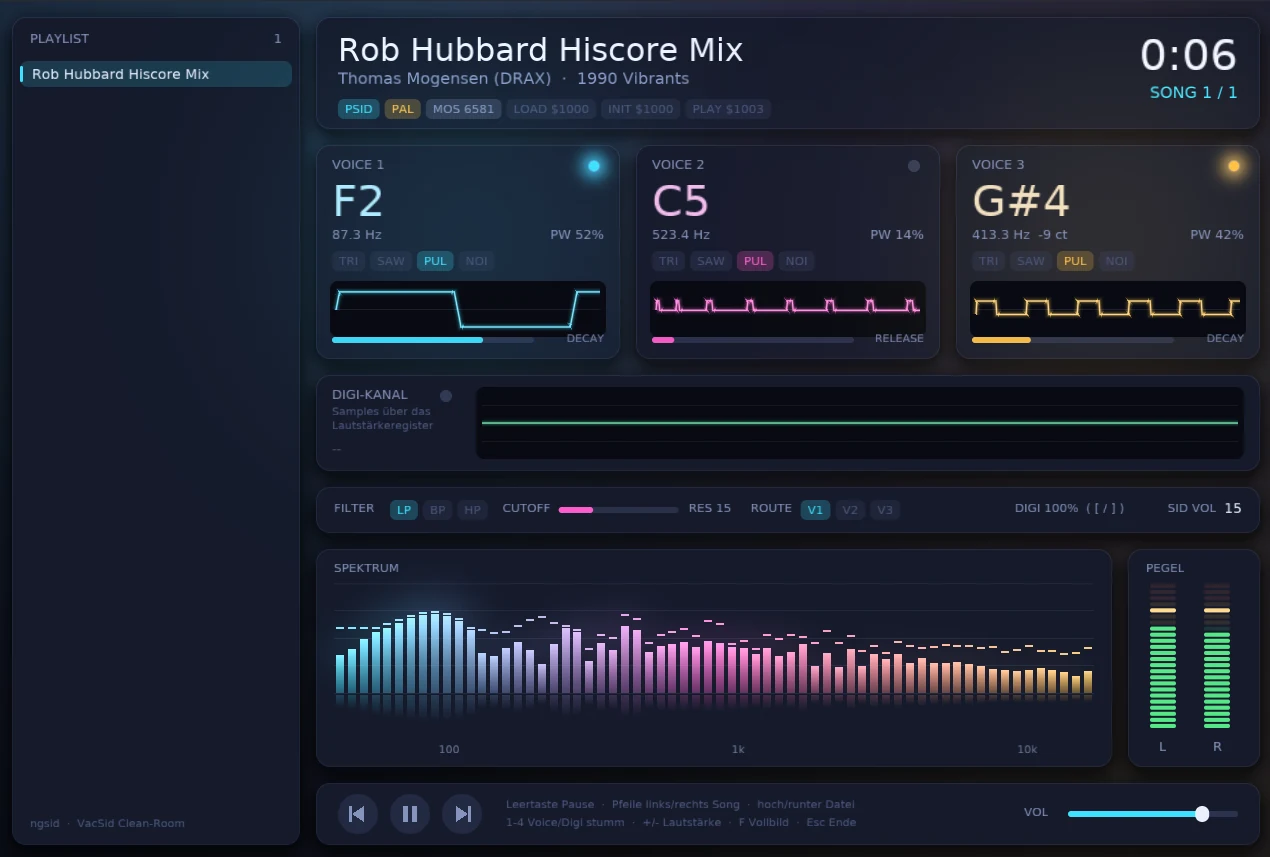 PLAYLIST 1
Rob Hubbard Hiscore Mix
ngsid · VacSid Clean-Room
Rob Hubbard Hiscore Mix
Thomas Mogensen (DRAX) · 1990 Vibrants
PSID PAL MOS 6581 LOAD $1000 INIT $1000 PLAY $1003
0:06
SONG 1 / 1
VOICE 1
F2
87.3 Hz PW 52%
TRI SAW PUL NOI
DECAY
VOICE 2
C5
523.4 Hz PW 14%
TRI SAW PUL NOI
RELEASE
VOICE 3
G#4
413.3 Hz -9 ct PW 42%
TRI SAW PUL NOI
DECAY
DIGI-KANAL
Samples über das
Lautstärkeregister
--
FILTER LP BP HP CUTOFF RES 15 ROUTE V1 V2 V3 DIGI 100% ( [ / ] ) SID VOL 15
SPEKTRUM
100 1k 10k
PEGEL
L R
Leertaste Pause · Pfeile links/rechts Song · hoch/runter Datei
1-4 Voice/Digi stumm · +/- Lautstärke · F Vollbild · Esc Ende
VOL